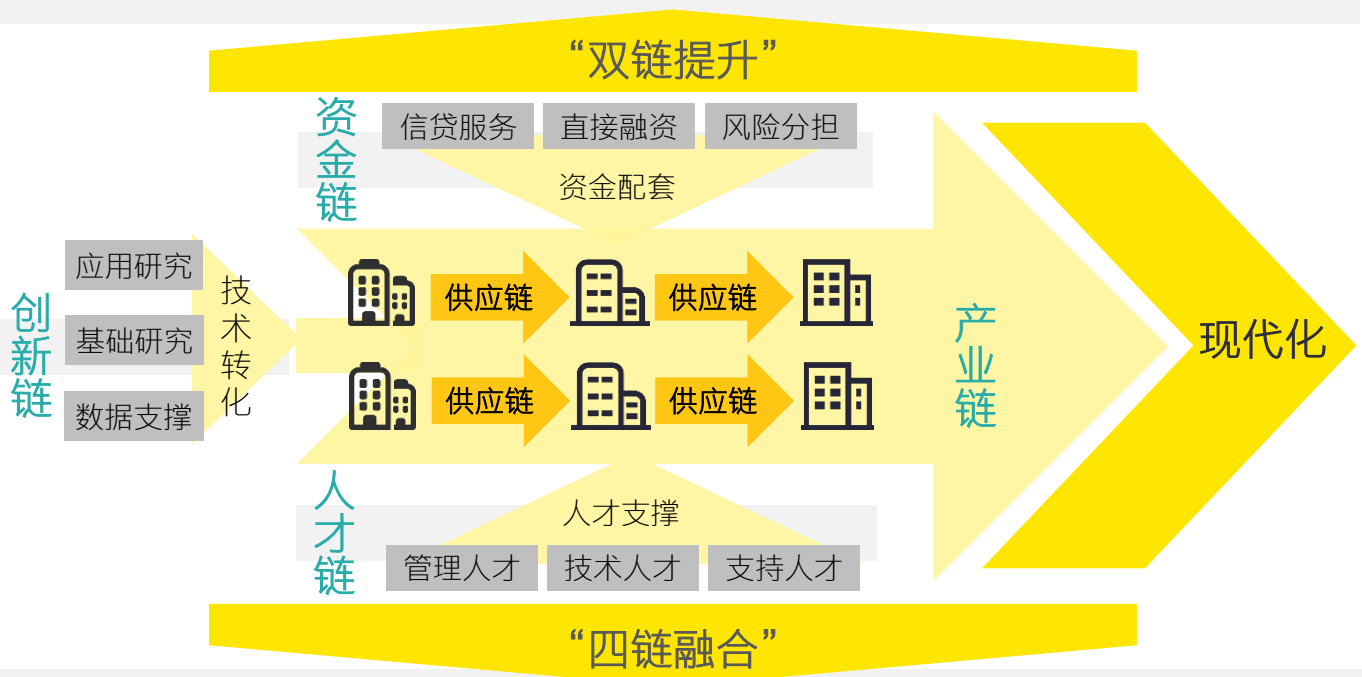 “双链提升”
资金链
信贷服务
直接融资
风险分担
资金配套
创新链
应用研究
基础研究
数据支撑
技术转化
供应链
供应链
供应链
供应链
产业链
现代化
人才链
人才支撑
管理人才
技术人才
支持人才
“四链融合”